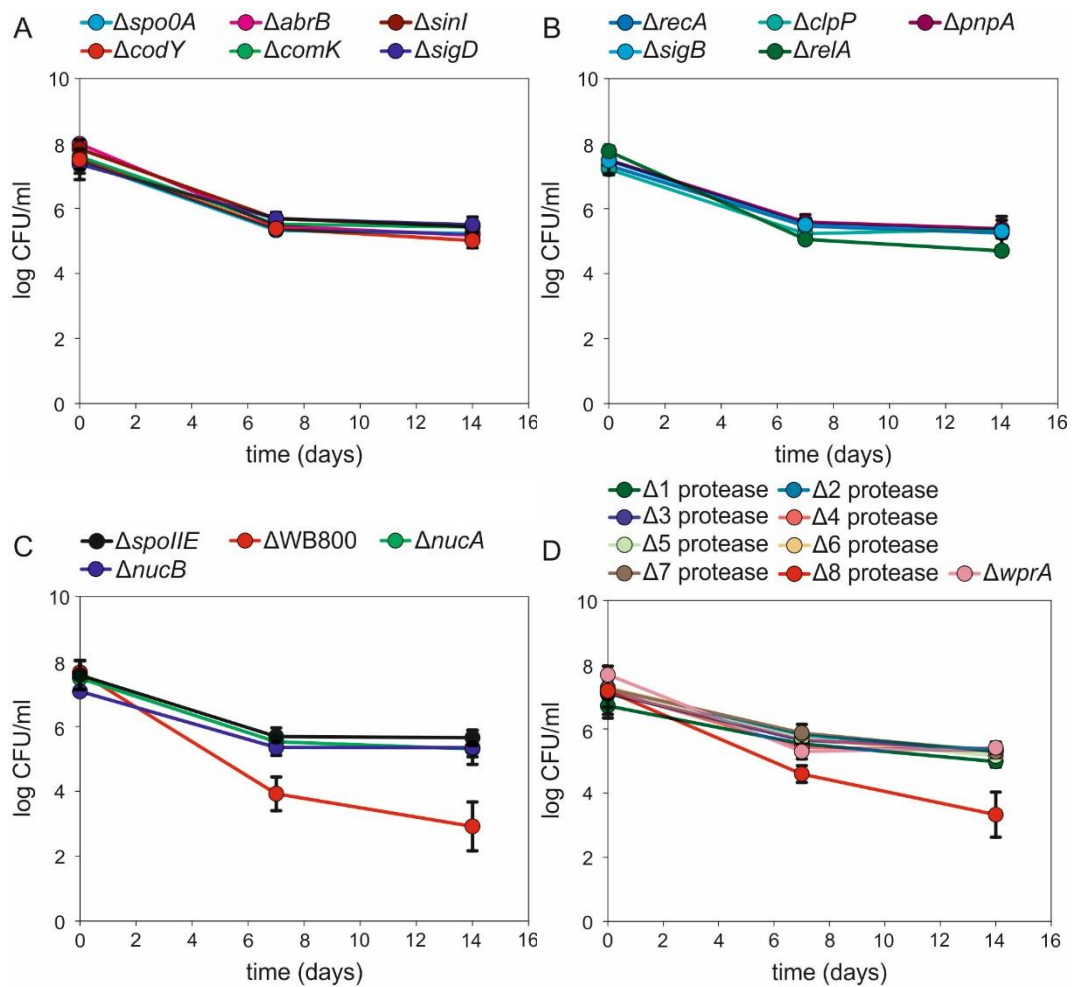 A
Δspo0A ΔabrB ΔsinI
ΔcodY ΔcomK ΔsigD
10
8
6
4
2
0
log CFU/ml
0 2 4 6 8 10 12 14 16
time (days)
B
ΔrecA ΔclpP ΔpnpA
ΔsigB ΔrelA
10
8
6
4
2
0
log CFU/ml
0 2 4 6 8 10 12 14 16
time (days)
C
ΔspoIIE ΔWB800 ΔnucA
ΔnucB
10
8
6
4
2
0
log CFU/ml
0 2 4 6 8 10 12 14 16
time (days)
D
Δ1 protease Δ2 protease
Δ3 protease Δ4 protease
Δ5 protease Δ6 protease
Δ7 protease Δ8 protease ΔwprA
10
8
6
4
2
0
log CFU/ml
0 2 4 6 8 10 12 14 16
time (days)